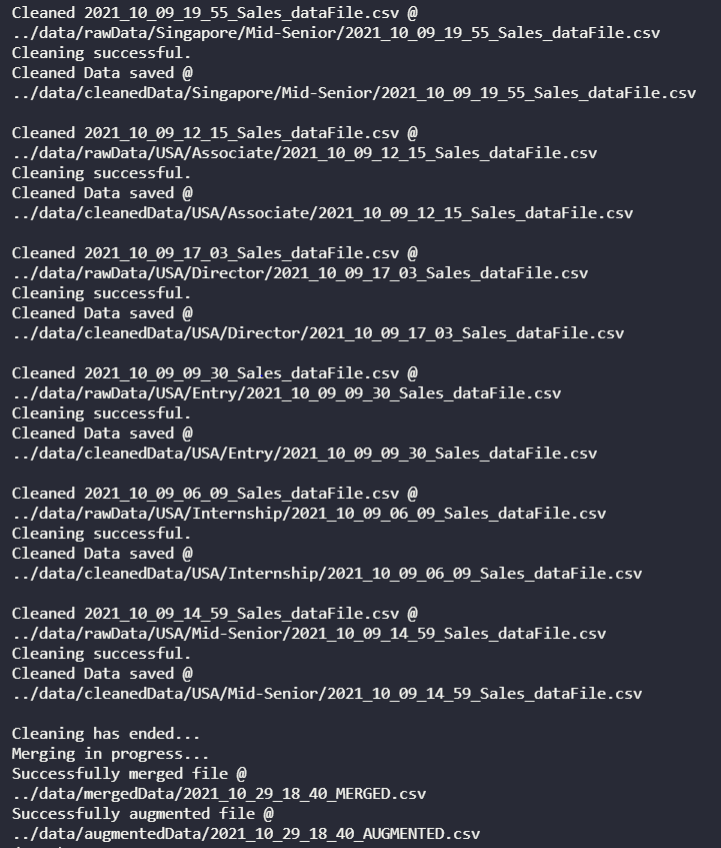 Cleaned 2021_10_09_19_55_Sales_dataFile.csv @
../data/rawData/Singapore/Mid-Senior/2021_10_09_19_55_Sales_dataFile.csv
Cleaning successful.
Cleaned Data saved @
../data/cleanedData/Singapore/Mid-Senior/2021_10_09_19_55_Sales_dataFile.csv
Cleaned 2021_10_09_12_15_Sales_dataFile.csv @
../data/rawData/USA/Associate/2021_10_09_12_15_Sales_dataFile.csv
Cleaning successful.
Cleaned Data saved @
../data/cleanedData/USA/Associate/2021_10_09_12_15_Sales_dataFile.csv
Cleaned 2021_10_09_17_03_Sales_dataFile.csv @
../data/rawData/USA/Director/2021_10_09_17_03_Sales_dataFile.csv
Cleaning successful.
Cleaned Data saved @
../data/cleanedData/USA/Director/2021_10_09_17_03_Sales_dataFile.csv
Cleaned 2021_10_09_09_30_Sales_dataFile.csv @
../data/rawData/USA/Entry/2021_10_09_09_30_Sales_dataFile.csv
Cleaning successful.
Cleaned Data saved @
../data/cleanedData/USA/Entry/2021_10_09_09_30_Sales_dataFile.csv
Cleaned 2021_10_09_06_09_Sales_dataFile.csv @
../data/rawData/USA/Internship/2021_10_09_06_09_Sales_dataFile.csv
Cleaning successful.
Cleaned Data saved @
../data/cleanedData/USA/Internship/2021_10_09_06_09_Sales_dataFile.csv
Cleaned 2021_10_09_14_59_Sales_dataFile.csv @
../data/rawData/USA/Mid-Senior/2021_10_09_14_59_Sales_dataFile.csv
Cleaning successful.
Cleaned Data saved @
../data/cleanedData/USA/Mid-Senior/2021_10_09_14_59_Sales_dataFile.csv
Cleaning has ended...
Merging in progress...
Successfully merged file @
../data/mergedData/2021_10_29_18_40_MERGED.csv
Successfully augmented file @
../data/augmentedData/2021_10_29_18_40_AUGMENTED.csv